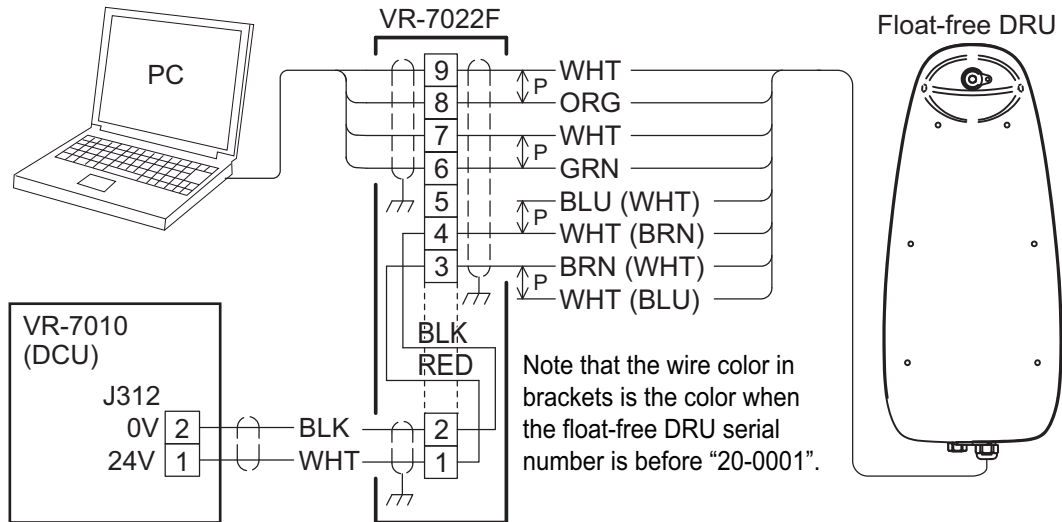 VR-7022F
Float-free DRU
PC
9
WHT
P
8
ORG
7
WHT
P
6
GRN
5
BLU (WHT)
P
4
WHT (BRN)
3
BRN (WHT)
P
WHT (BLU)
BLK
RED
VR-7010
(DCU)
J312
0V 2
BLK
2
24V 1
WHT
1
Note that the wire color in
brackets is the color when
the float-free DRU serial
number is before “20-0001”.